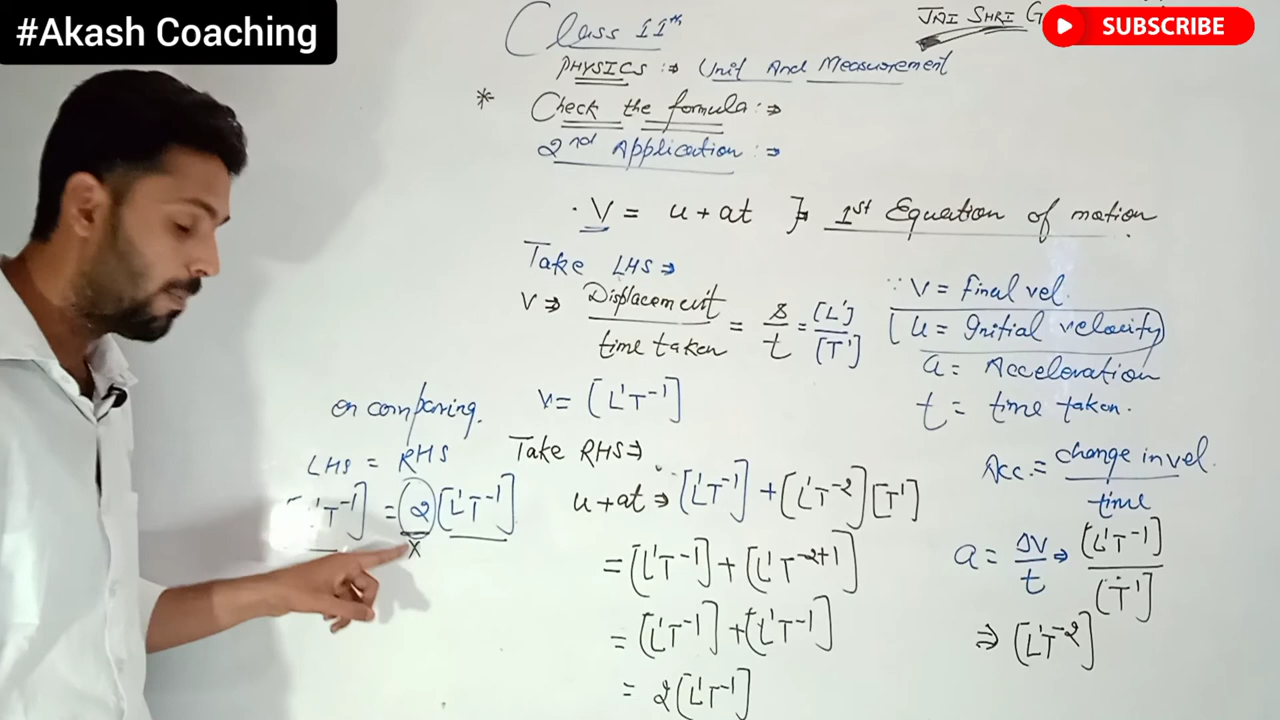 #Akash Coaching
SUBSCRIBE
JAI SHRI
Class 11th
PHYSICS :⇒ Unit And Measurement
* Check the formula :⇒
2nd Application :⇒
· V = u + at } 1st Equation of motion
Take LHS ⇒
V ⇒ Displacement / time taken = s / t = [L¹] / [T¹]
V = [L¹T⁻¹]
∵ V = final vel.
u = Initial velocity
a = Acceleration
t = time taken.
Acc. = change in vel. / time
a = ΔV / t ⇒ [L¹T⁻¹] / [T¹]
⇒ [L¹T⁻²]
Take RHS ⇒
u + at ⇒ [L¹T⁻¹] + [L¹T⁻²] [T¹]
= [L¹T⁻¹] + [L¹T⁻²⁺¹]
= [L¹T⁻¹] + [L¹T⁻¹]
= 2[L¹T⁻¹]
on comparing.
LHS = RHS
T⁻¹] = 2 [L¹T⁻¹]
x